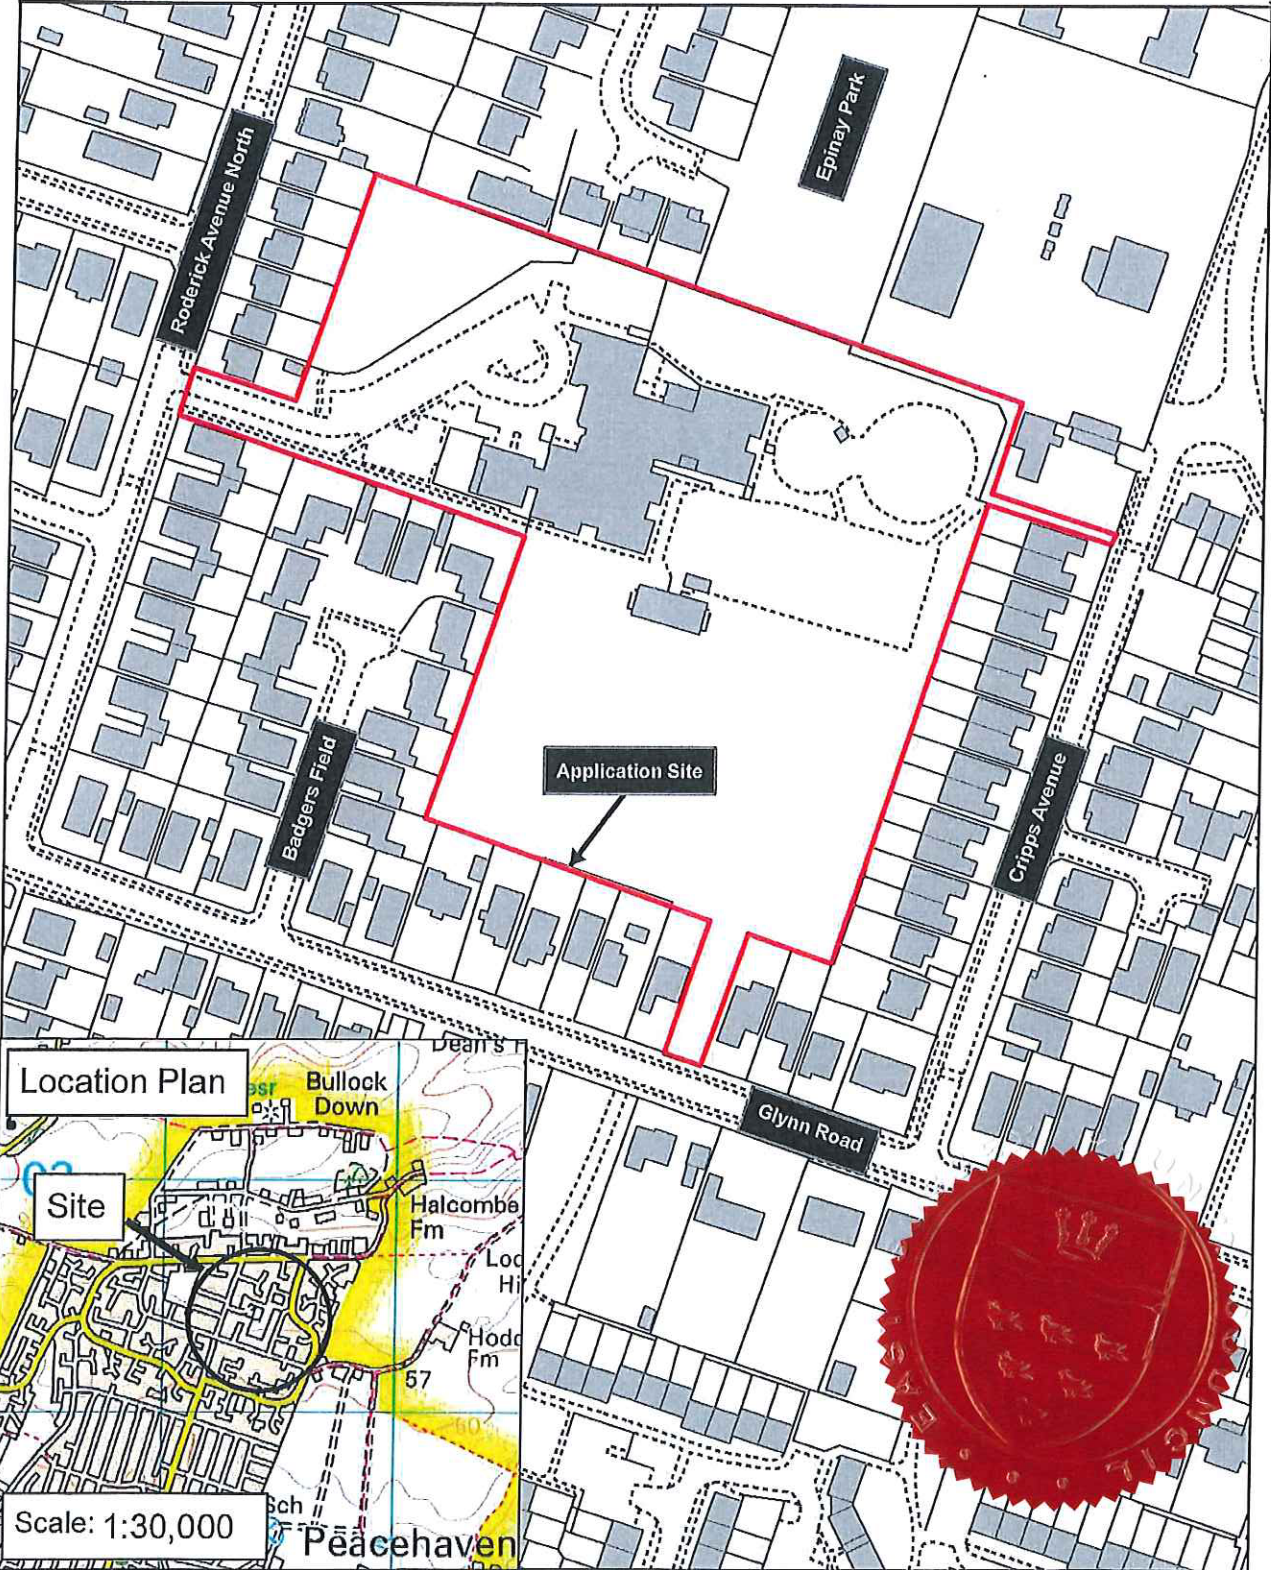 Epinay Park
Roderick Avenue North
Application Site
Badgers Field
Cripps Avenue
Glynn Road
Location Plan
Bullock
Down
Site
Halcombe
Fm
Fm
57
60
Sch
Scale: 1:30,000
Peacehaven